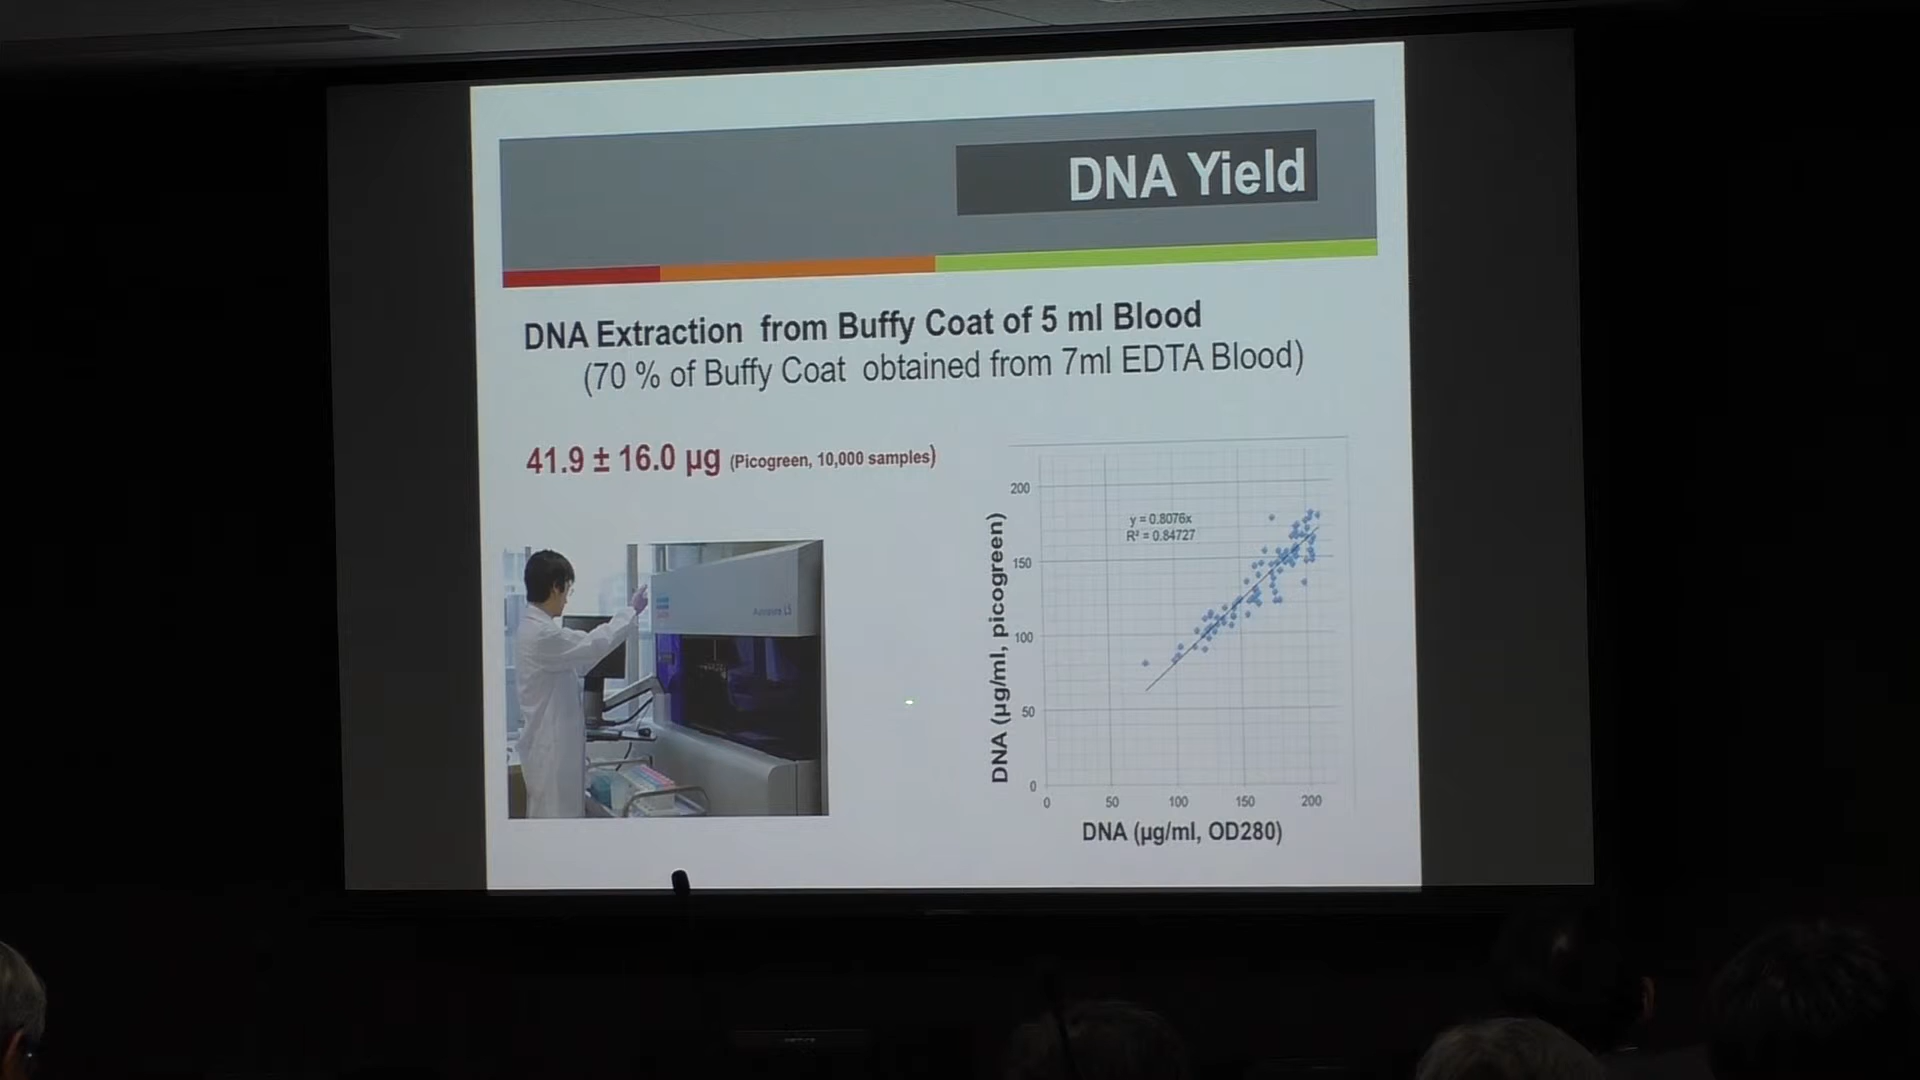 DNA Yield
DNA Extraction from Buffy Coat of 5 ml Blood
(70 % of Buffy Coat obtained from 7ml EDTA Blood)
41.9 ± 16.0 µg (Picogreen, 10,000 samples)
Autopure LS
DNA (µg/ml, picogreen)
200
150
100
50
0
y = 0.8076x
R² = 0.84727
0 50 100 150 200
DNA (µg/ml, OD280)